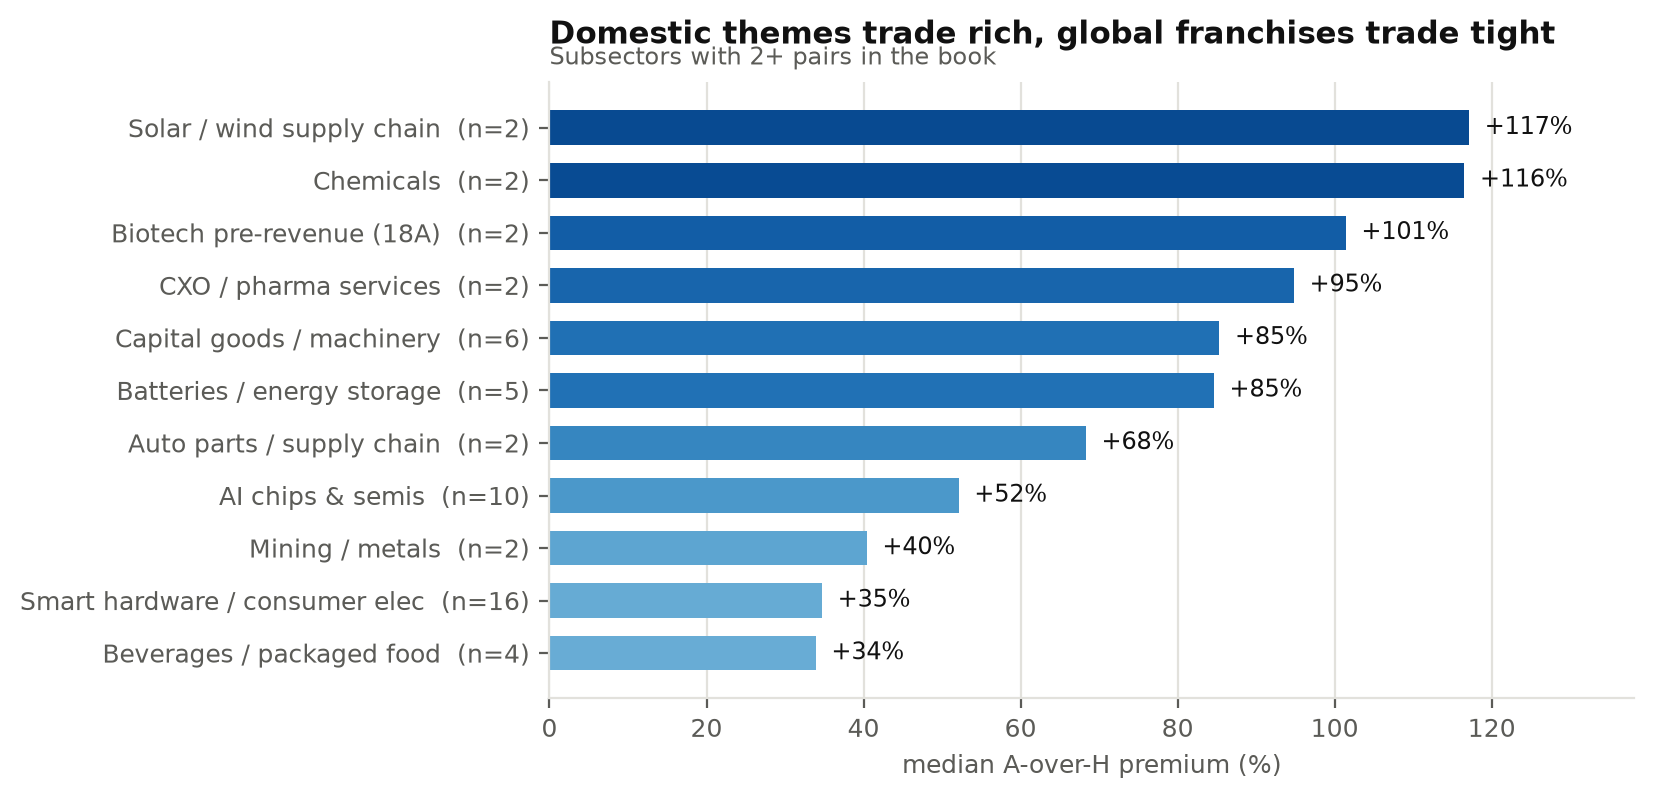 Domestic themes trade rich, global franchises trade tight
Subsectors with 2+ pairs in the book
Solar / wind supply chain (n=2) +117%
Chemicals (n=2) +116%
Biotech pre-revenue (18A) (n=2) +101%
CXO / pharma services (n=2) +95%
Capital goods / machinery (n=6) +85%
Batteries / energy storage (n=5) +85%
Auto parts / supply chain (n=2) +68%
AI chips & semis (n=10) +52%
Mining / metals (n=2) +40%
Smart hardware / consumer elec (n=16) +35%
Beverages / packaged food (n=4) +34%
0 20 40 60 80 100 120
median A-over-H premium (%)